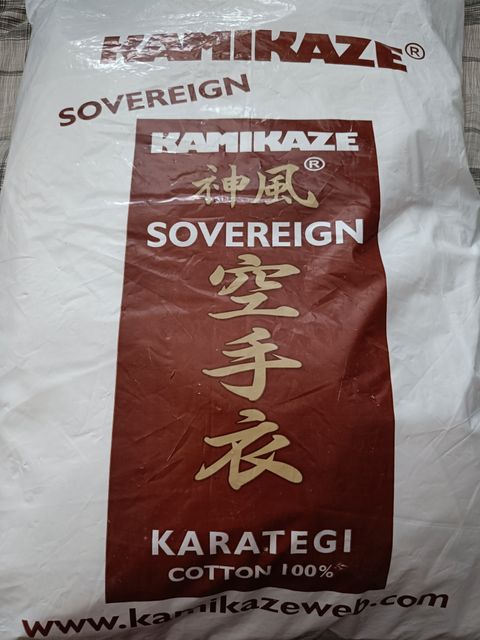 KAMIKAZE®
SOVEREIGN
KAMIKAZE
神風®
SOVEREIGN
空
手
衣
KARATEGI
COTTON 100%
www.kamikazeweb.com